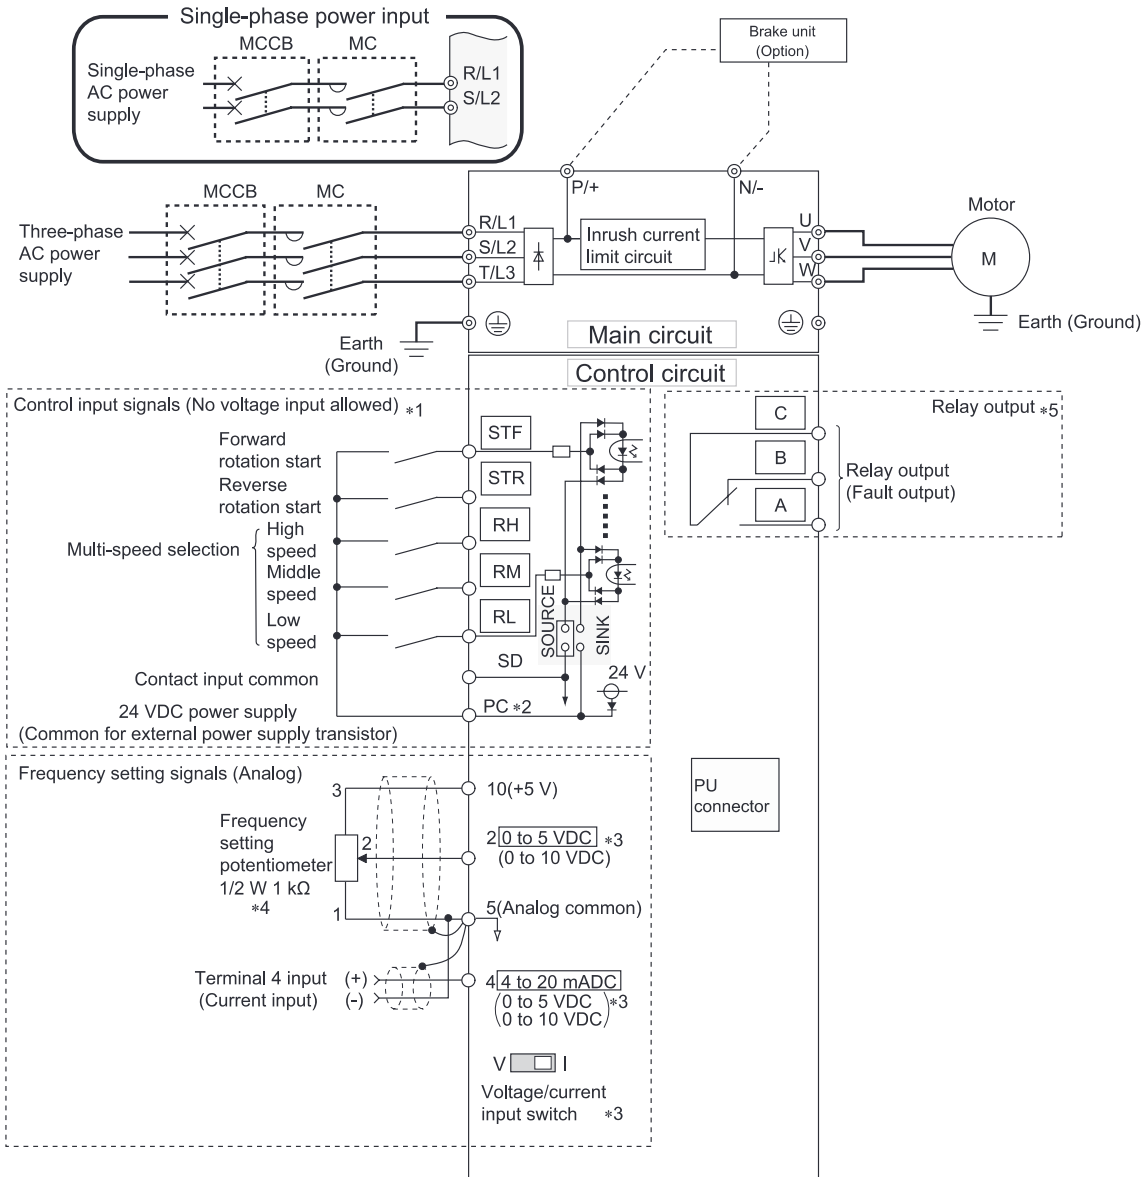 Single-phase power input
MCCB
MC
Single-phase
AC power
supply
R/L1
S/L2
Brake unit
(Option)
P/+
N/-
MCCB
MC
Three-phase
AC power
supply
R/L1
S/L2
T/L3
Inrush current
limit circuit
U
V
W
Motor
M
Earth
(Ground)
Earth (Ground)
Main circuit
Control circuit
Control input signals (No voltage input allowed) *1
Forward
rotation start
Reverse
rotation start
Multi-speed selection
High
speed
Middle
speed
Low
speed
STF
STR
RH
RM
RL
SD
SOURCE
SINK
24 V
Contact input common
24 VDC power supply
(Common for external power supply transistor)
PC *2
Relay output *5
C
B
A
Relay output
(Fault output)
Frequency setting signals (Analog)
3
2
1
Frequency
setting
potentiometer
1/2 W 1 kΩ
*4
10(+5 V)
2 0 to 5 VDC *3
(0 to 10 VDC)
5(Analog common)
Terminal 4 input
(Current input)
(+)
(-)
4 4 to 20 mADC
(0 to 5 VDC
0 to 10 VDC) *3
V
I
Voltage/current
input switch *3
PU
connector